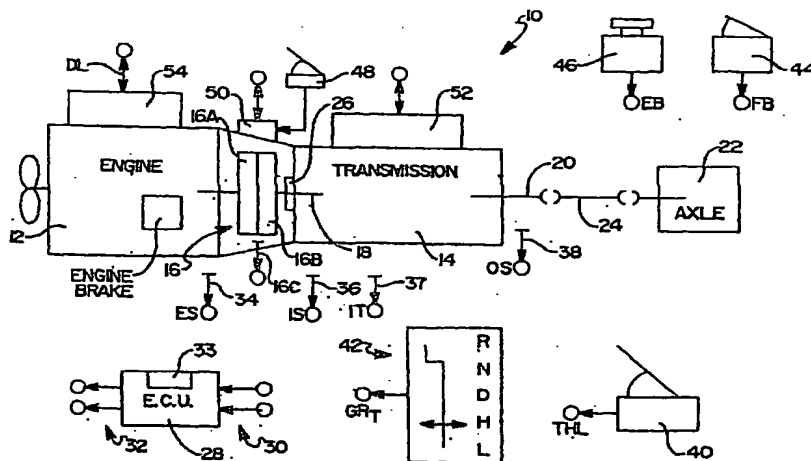 10
46
EB
44
FB
DL
54
50
48
16A
26
52
ENGINE
TRANSMISSION
20
22
AXLE
24
12
ENGINE BRAKE
16
16B
18
14
38
OS
ES
34
16C
IS
36
37
IT
33
E.C.U.
32
28
30
42
GRT
R
N
D
H
L
THL
40